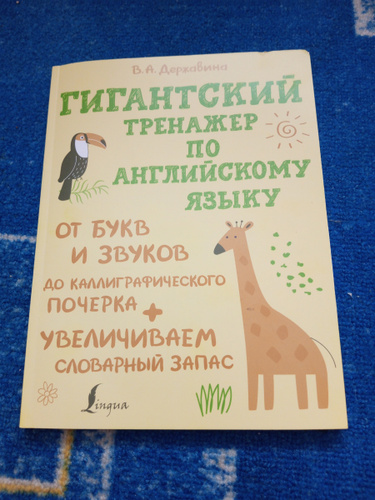 В. А. Державина
ГИГАНТСКИЙ
ТРЕНАЖЕР
ПО
АНГЛИЙСКОМУ
ЯЗЫКУ
ОТ БУКВ
И ЗВУКОВ
ДО КАЛЛИГРАФИЧЕСКОГО
ПОЧЕРКА +
УВЕЛИЧИВАЕМ
СЛОВАРНЫЙ ЗАПАС
Lingua